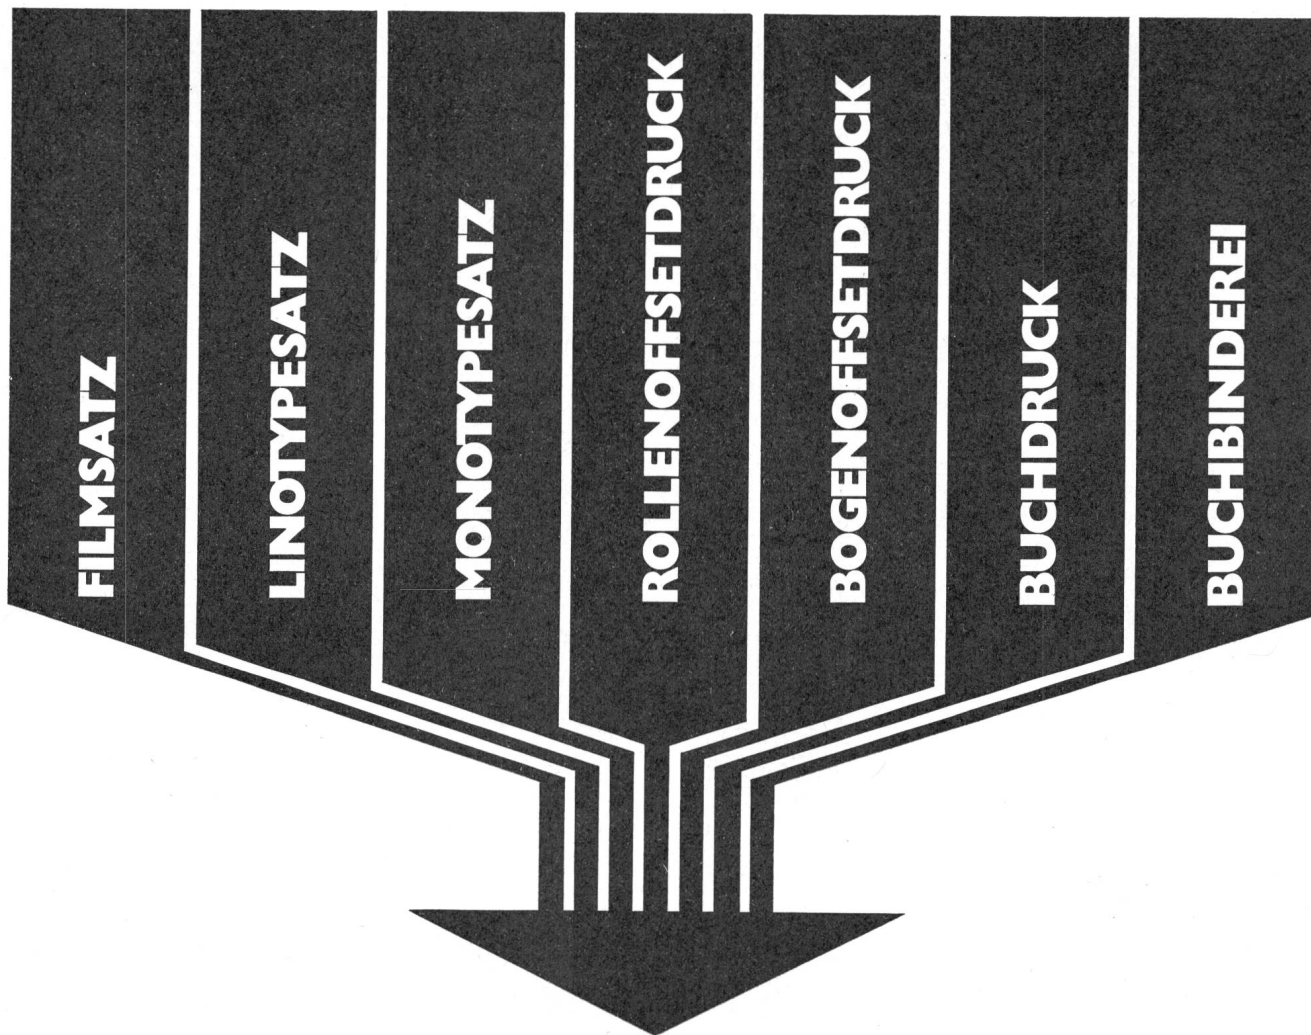 FILMSATZ
LINOTYPESATZ
MONOTYPESATZ
ROLLENOFFSETDRUCK
BOGENOFFSETDRUCK
BUCHDRUCK
BUCHBINDEREI